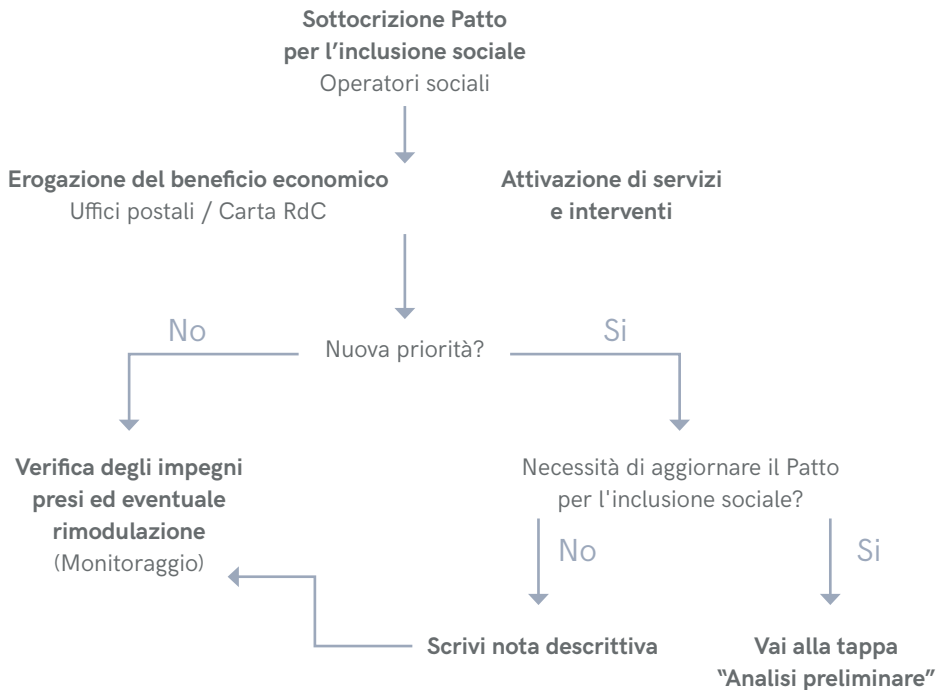 Sottocrizione Patto
per l’inclusione sociale
Operatori sociali
Erogazione del beneficio economico
Uffici postali / Carta RdC
Attivazione di servizi
e interventi
No
Si
Nuova priorità?
Verifica degli impegni
presi ed eventuale
rimodulazione
(Monitoraggio)
Necessità di aggiornare il Patto
per l'inclusione sociale?
No
Si
Scrivi nota descrittiva
Vai alla tappa
“Analisi preliminare”